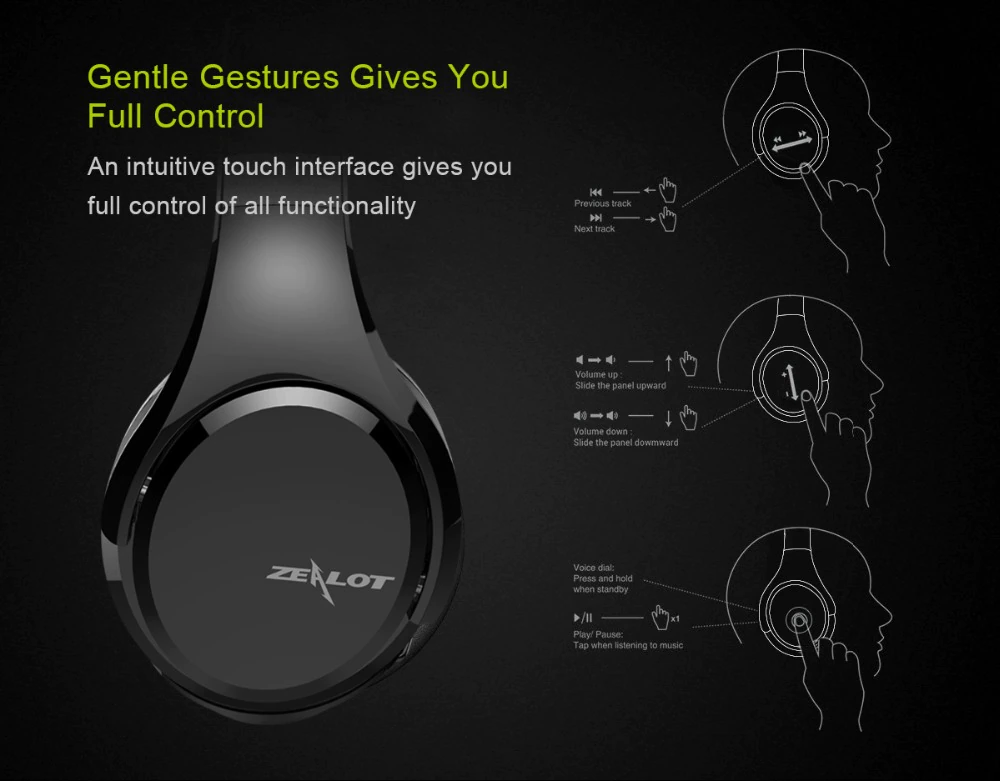 Gentle Gestures Gives You
Full Control
An intuitive touch interface gives you
full control of all functionality
ZEALOT
Previous track
Next track
Volume up :
Slide the panel upward
Volume down :
Slide the panel domnward
Voice dial:
Press and hold
when standby
x1
Play/ Pause:
Tap when listening to music